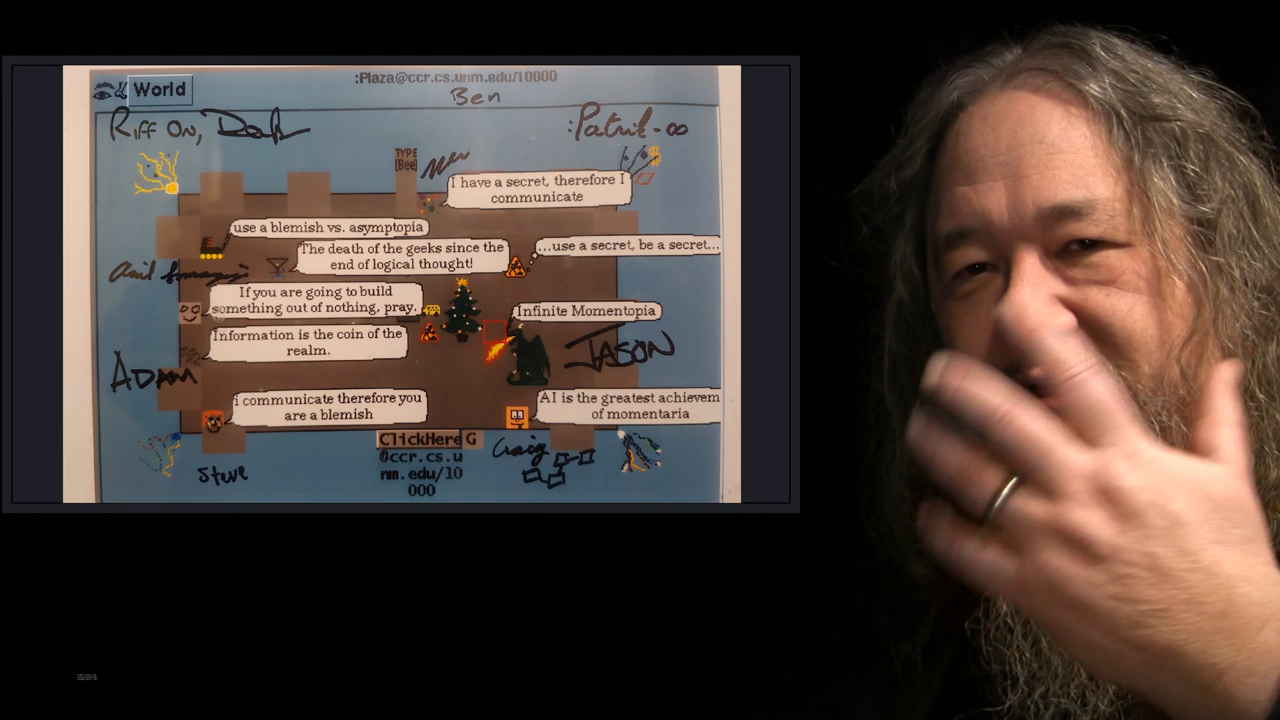 World
:Plaza@ccr.cs.unm.edu/10000
Ben
RIFF ON,
:Patrik-∞
TYPE
[Bee]
I have a secret, therefore I
communicate
use a blemish vs. asymptopia
The death of the geeks since the
end of logical thought!
...use a secret, be a secret...
If you are going to build
something out of nothing, pray.
Infinite Momentopia
Information is the coin of the
realm.
JASON
ADAM
I communicate therefore you
are a blemish
AI is the greatest achievem
of momentaria
ClickHere G
@ccr.cs.u
nm.edu/10
000
Craig
Steve